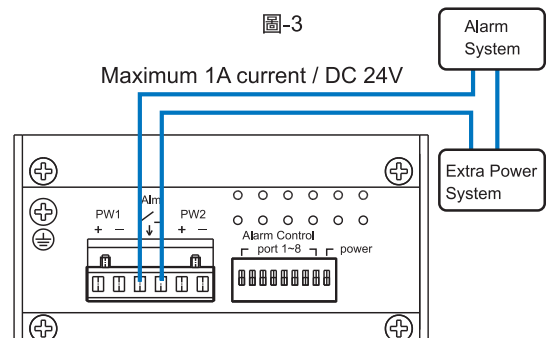 圖-3
Alarm
System
Maximum 1A current / DC 24V
Extra Power
System
Alm
PW1
PW2
+ − + −
Alarm Control
port 1~8
power